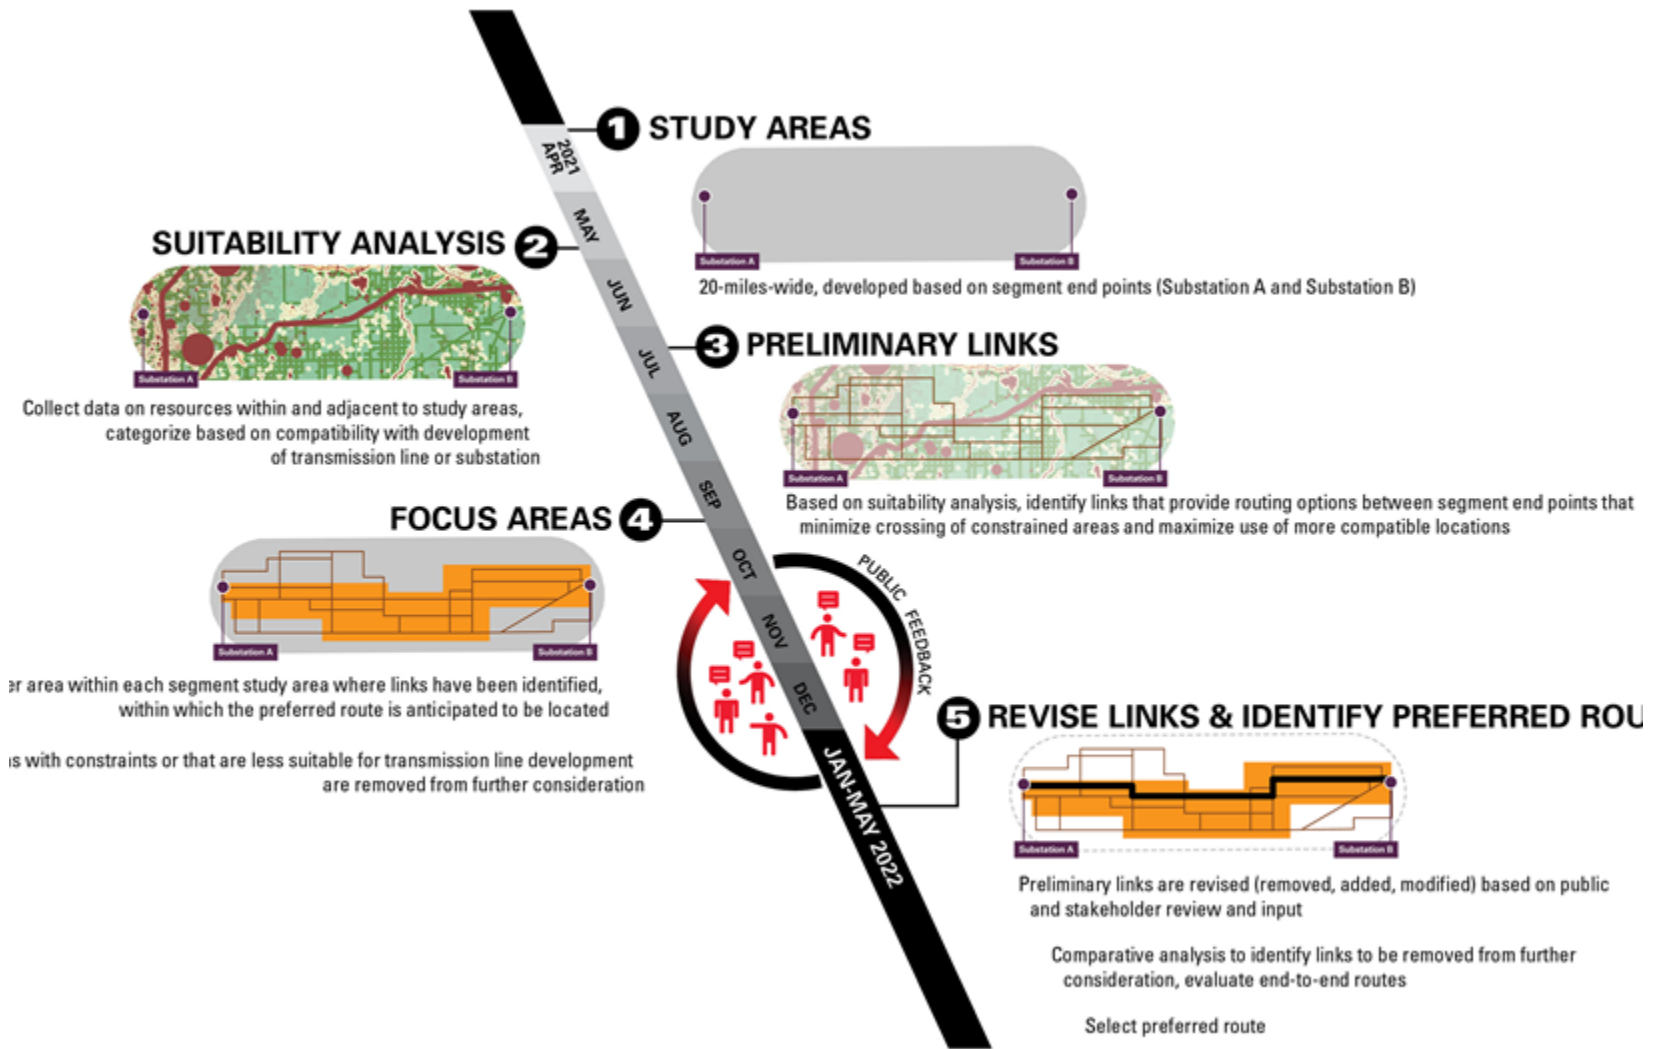 1 STUDY AREAS
Substation A
Substation B
20-miles-wide, developed based on segment end points (Substation A and Substation B)
2021
APR
MAY
JUN
JUL
AUG
SEP
OCT
NOV
DEC
JAN-MAY 2022
SUITABILITY ANALYSIS 2
Substation A
Substation B
Collect data on resources within and adjacent to study areas,
categorize based on compatibility with development
of transmission line or substation
3 PRELIMINARY LINKS
Substation A
Substation B
Based on suitability analysis, identify links that provide routing options between segment end points that
minimize crossing of constrained areas and maximize use of more compatible locations
FOCUS AREAS 4
Substation A
Substation B
er area within each segment study area where links have been identified,
within which the preferred route is anticipated to be located
s with constraints or that are less suitable for transmission line development
are removed from further consideration
PUBLIC FEEDBACK
5 REVISE LINKS & IDENTIFY PREFERRED ROU
Substation A
Substation B
Preliminary links are revised (removed, added, modified) based on public
and stakeholder review and input
Comparative analysis to identify links to be removed from further
consideration, evaluate end-to-end routes
Select preferred route